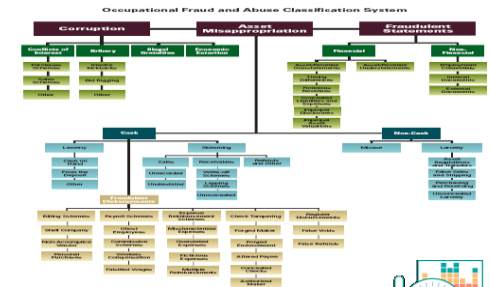 Occupational Fraud and Abuse Classification System
Corruption
Asset
Misappropriation
Fraudulent
Statements
Conflicts of
Interest
Bribery
Illegal
Gratuities
Economic
Extortion
Financial
Non-
Financial
Purchase
Schemes
Sales
Schemes
Other
Invoice
Kickbacks
Bid Rigging
Other
Asset/Revenue
Overstatements
Asset/Revenue
Understatements
Timing
Differences
Fictitious
Revenues
Concealed
Liabilities and
Expenses
Improper
Disclosures
Improper
Asset
Valuations
Employment
Credentials
Internal
Documents
External
Documents
Cash
Non-Cash
Larceny
Skimming
Misuse
Larceny
Cash on
Hand
From the
Deposit
Other
Sales
Receivables
Refunds
and Other
Unrecorded
Understated
Write-off
Schemes
Lapping
Schemes
Unconcealed
Asset
Requisitions
and Transfers
False Sales
and Shipping
Purchasing
and Receiving
Unconcealed
Larceny
Fraudulent
Disbursements
Billing Schemes
Payroll Schemes
Expense
Reimbursement
Schemes
Check Tampering
Register
Disbursements
Shell Company
Non-Accomplice
Vendor
Personal
Purchases
Ghost
Employees
Commission
Schemes
Workers
Compensation
Falsified Wages
Mischaracterized
Expenses
Overstated
Expenses
Fictitious
Expenses
Multiple
Reimbursements
Forged Maker
Forged
Endorsement
Altered Payee
Concealed
Checks
Authorized
Maker
False Voids
False Refunds